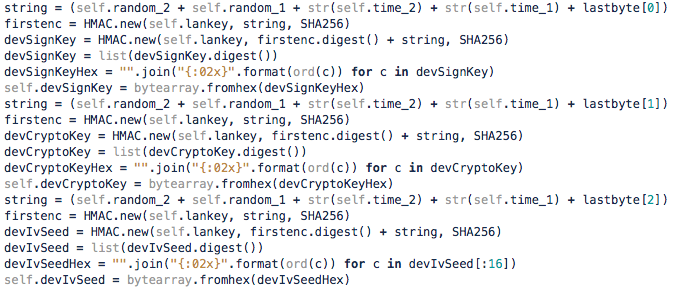 string = (self.random_2 + self.random_1 + str(self.time_2) + str(self.time_1) + lastbyte[0])
firstenc = HMAC.new(self.lankey, string, SHA256)
devSignKey = HMAC.new(self.lankey, firstenc.digest() + string, SHA256)
devSignKey = list(devSignKey.digest())
devSignKeyHex = "".join("{:02x}".format(ord(c)) for c in devSignKey)
self.devSignKey = bytearray.fromhex(devSignKeyHex)
string = (self.random_2 + self.random_1 + str(self.time_2) + str(self.time_1) + lastbyte[1])
firstenc = HMAC.new(self.lankey, string, SHA256)
devCryptoKey = HMAC.new(self.lankey, firstenc.digest() + string, SHA256)
devCryptoKey = list(devCryptoKey.digest())
devCryptoKeyHex = "".join("{:02x}".format(ord(c)) for c in devCryptoKey)
self.devCryptoKey = bytearray.fromhex(devCryptoKeyHex)
string = (self.random_2 + self.random_1 + str(self.time_2) + str(self.time_1) + lastbyte[2])
firstenc = HMAC.new(self.lankey, string, SHA256)
devIvSeed = HMAC.new(self.lankey, firstenc.digest() + string, SHA256)
devIvSeed = list(devIvSeed.digest())
devIvSeedHex = "".join("{:02x}".format(ord(c)) for c in devIvSeed[:16])
self.devIvSeed = bytearray.fromhex(devIvSeedHex)